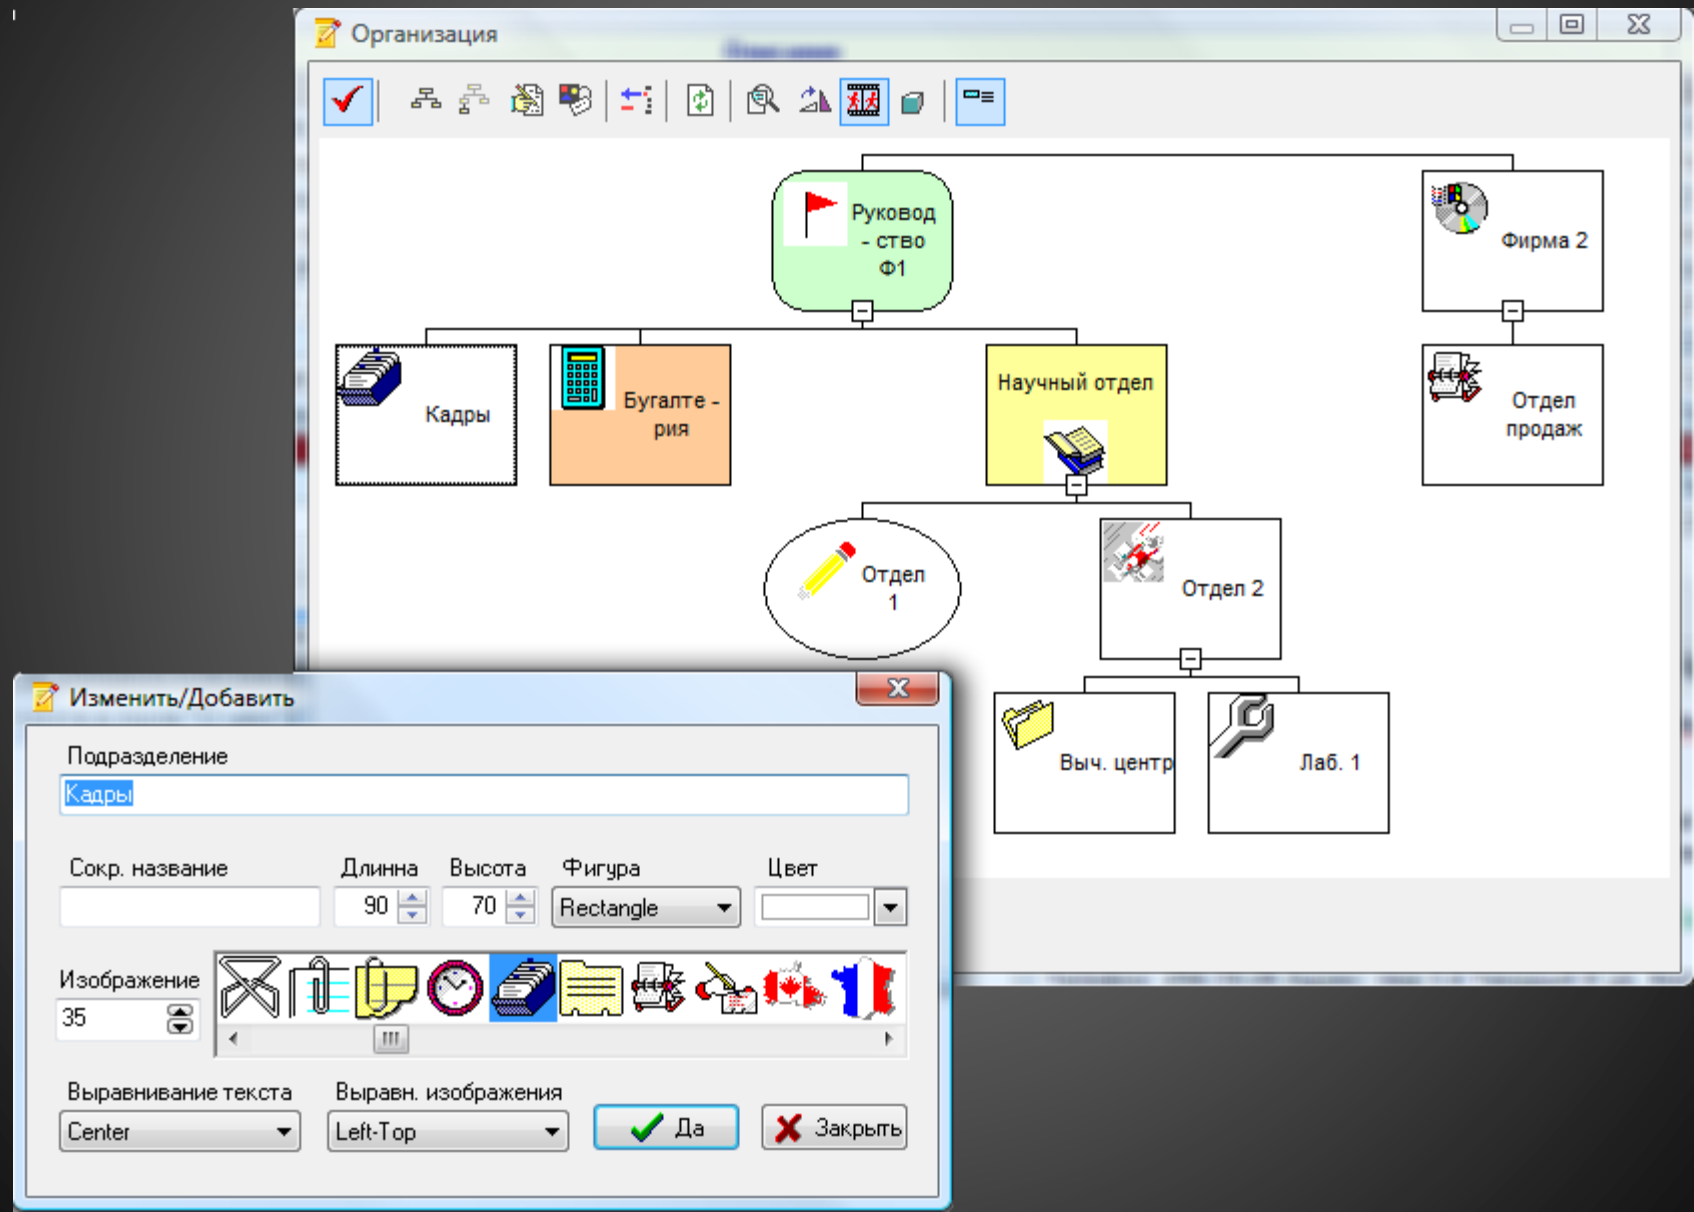 Организация
Руковод
- ство
Ф1
Фирма 2
Кадры
Бугалте -
рия
Научный отдел
Отдел
продаж
Отдел
1
Отдел 2
Выч. центр
Лаб. 1
Изменить/Добавить
Подразделение
Кадры
Сокр. название Длинна Высота Фигура Цвет
90 70 Rectangle
Изображение
35
Выравнивание текста Выравн. изображения
Center Left-Top Да Закрыть